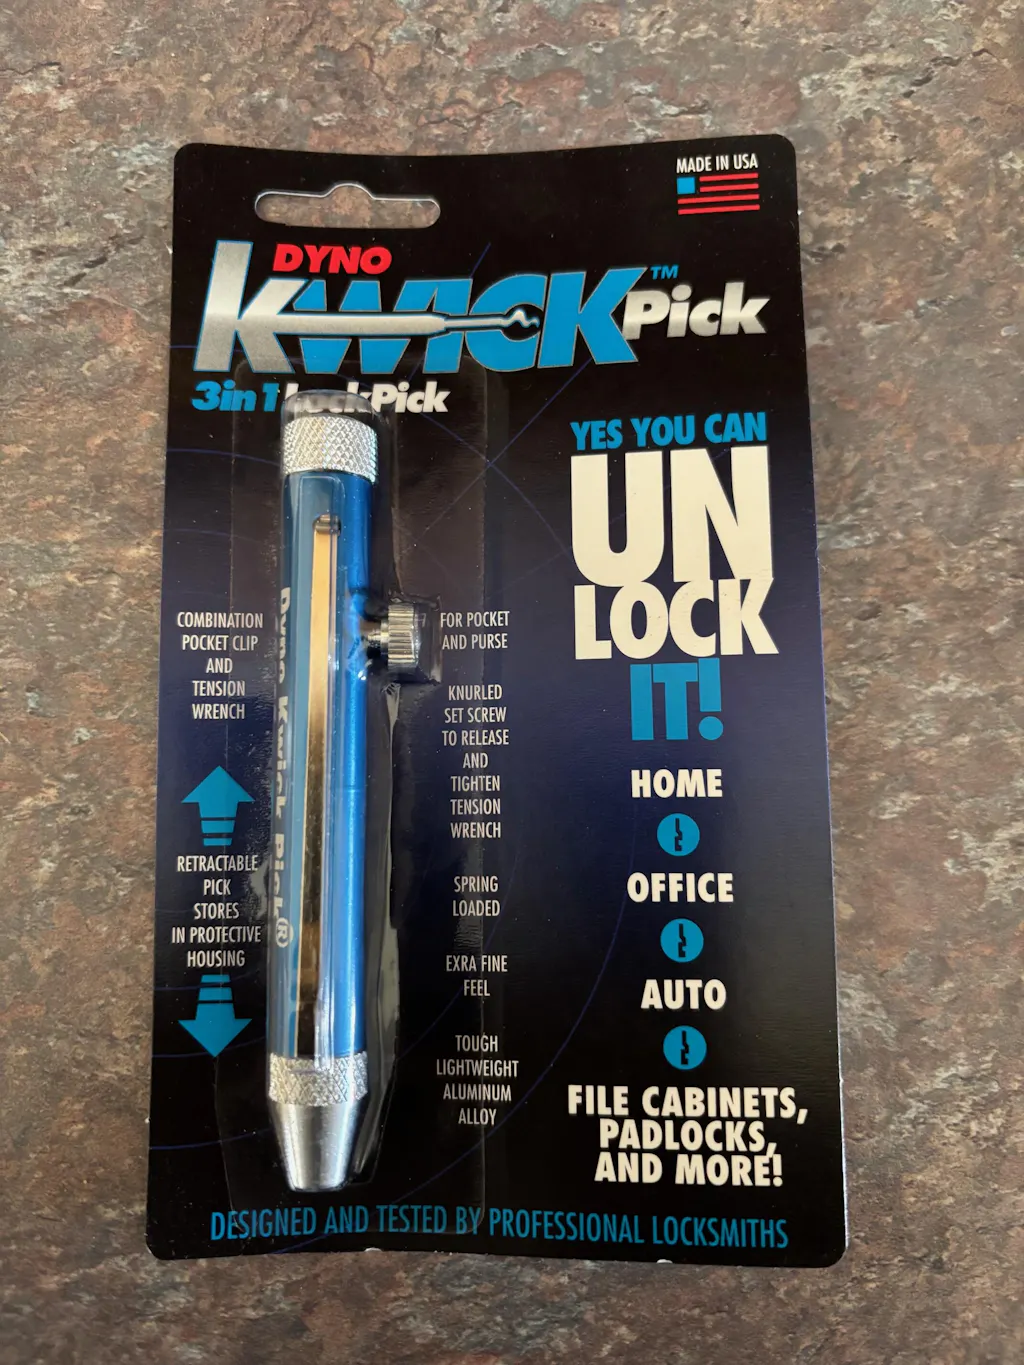 MADE IN USA
DYNO
KWICK™ Pick
3in1 LockPick
YES YOU CAN
UN
LOCK
IT!
COMBINATION
POCKET CLIP
AND
TENSION
WRENCH
FOR POCKET
AND PURSE
KNURLED
SET SCREW
TO RELEASE
AND
TIGHTEN
TENSION
WRENCH
RETRACTABLE
PICK
STORES
IN PROTECTIVE
HOUSING
SPRING
LOADED
EXRA FINE
FEEL
TOUGH
LIGHTWEIGHT
ALUMINUM
ALLOY
Dyno Kwick Pick®
HOME
OFFICE
AUTO
FILE CABINETS,
PADLOCKS,
AND MORE!
DESIGNED AND TESTED BY PROFESSIONAL LOCKSMITHS